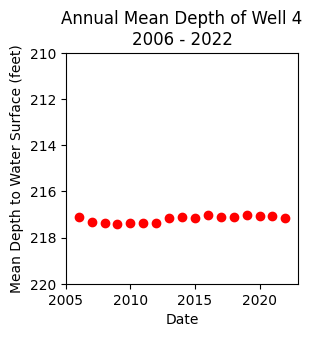 Annual Mean Depth of Well 4
2006 - 2022
Mean Depth to Water Surface (feet)
210
212
214
216
218
220
2005
2010
2015
2020
Date